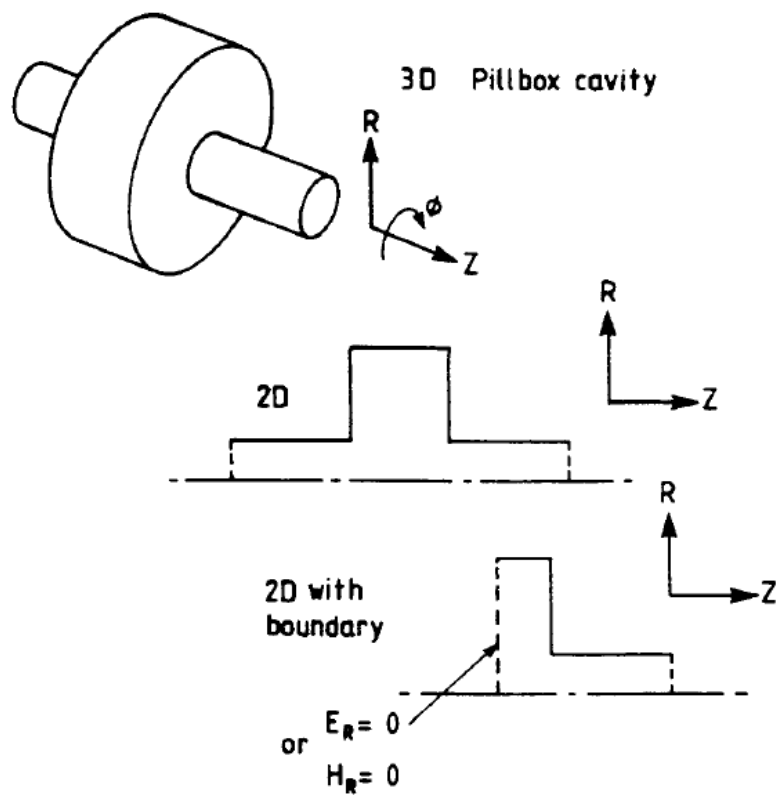 3D Pillbox cavity
R
ø
Z
R
Z
2D
R
Z
2D with
boundary
or
E_R = 0
H_R = 0